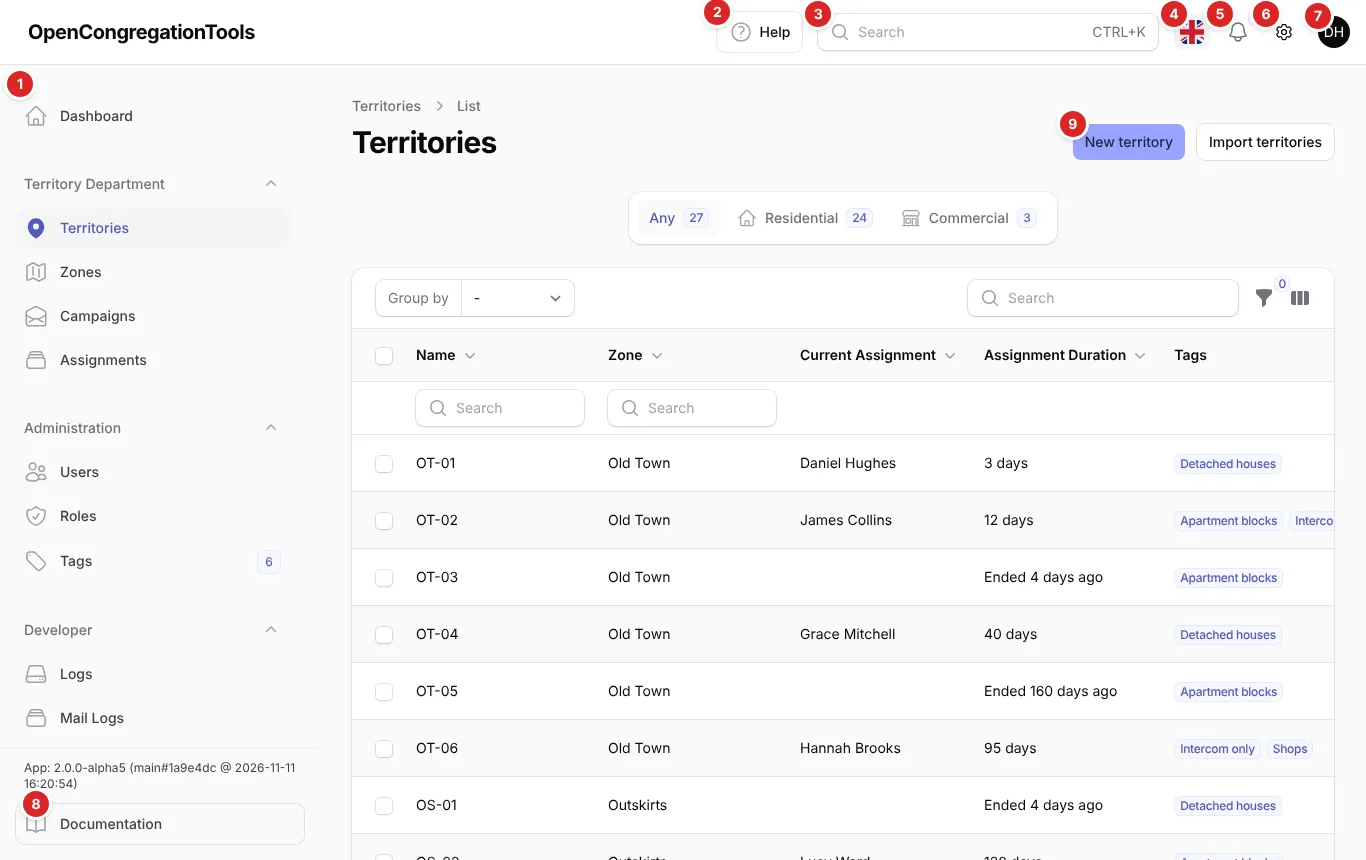 OpenCongregationTools
2
Help
3
Search
CTRL+K
4
5
6
7
DH
1
Dashboard
Territory Department
Territories
Zones
Campaigns
Assignments
Administration
Users
Roles
Tags
6
Developer
Logs
Mail Logs
App: 2.0.0-alpha5 (main#1a9e4dc @ 2026-11-11
16:20:54)
8
Documentation
Territories > List
Territories
9
New territory
Import territories
Any 27
Residential 24
Commercial 3
Group by -
Search
0
Name Zone Current Assignment Assignment Duration Tags
Search Search
OT-01 Old Town Daniel Hughes 3 days Detached houses
OT-02 Old Town James Collins 12 days Apartment blocks Interco
OT-03 Old Town Ended 4 days ago Apartment blocks
OT-04 Old Town Grace Mitchell 40 days Detached houses
OT-05 Old Town Ended 160 days ago Apartment blocks
OT-06 Old Town Hannah Brooks 95 days Intercom only Shops
OS-01 Outskirts Ended 4 days ago Detached houses